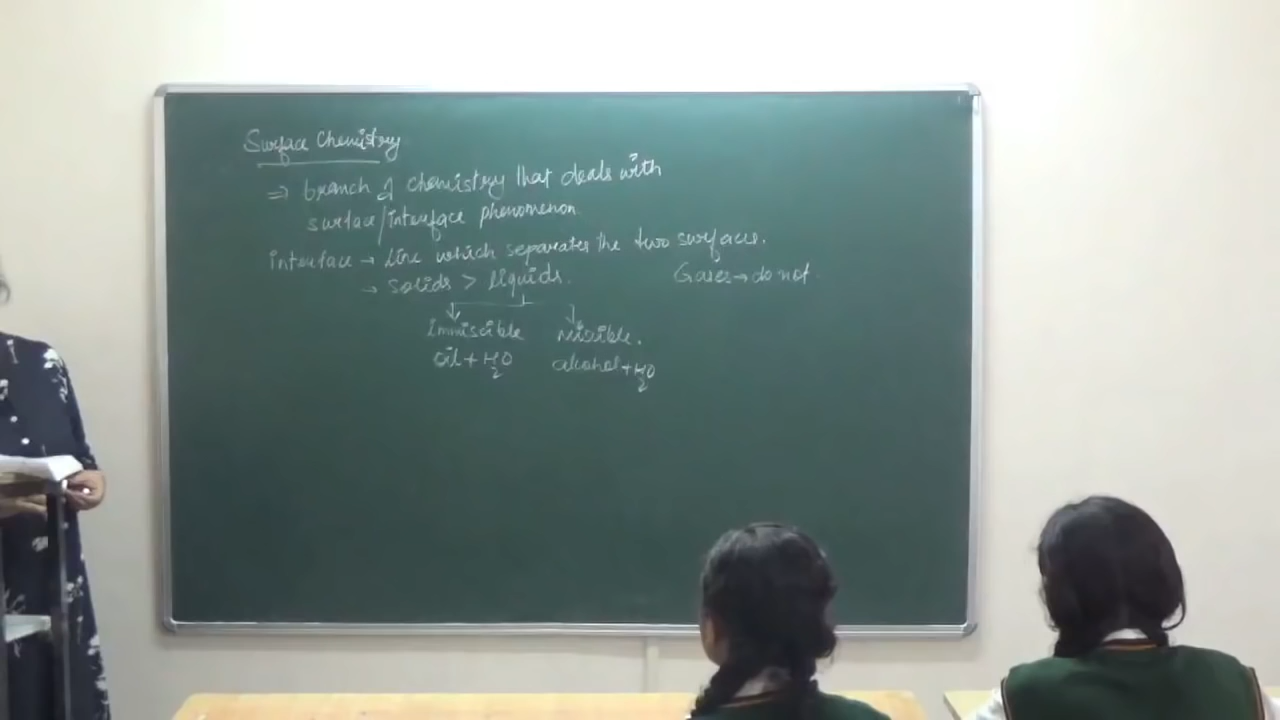 Surface Chemistry
⇒ branch of chemistry that deals with
surface/interface phenomenon
interface → line which separates the two surfaces.
→ solids > liquids.
Gases → do not
immiscible
miscible.
oil + H2O
alcohol + H2O